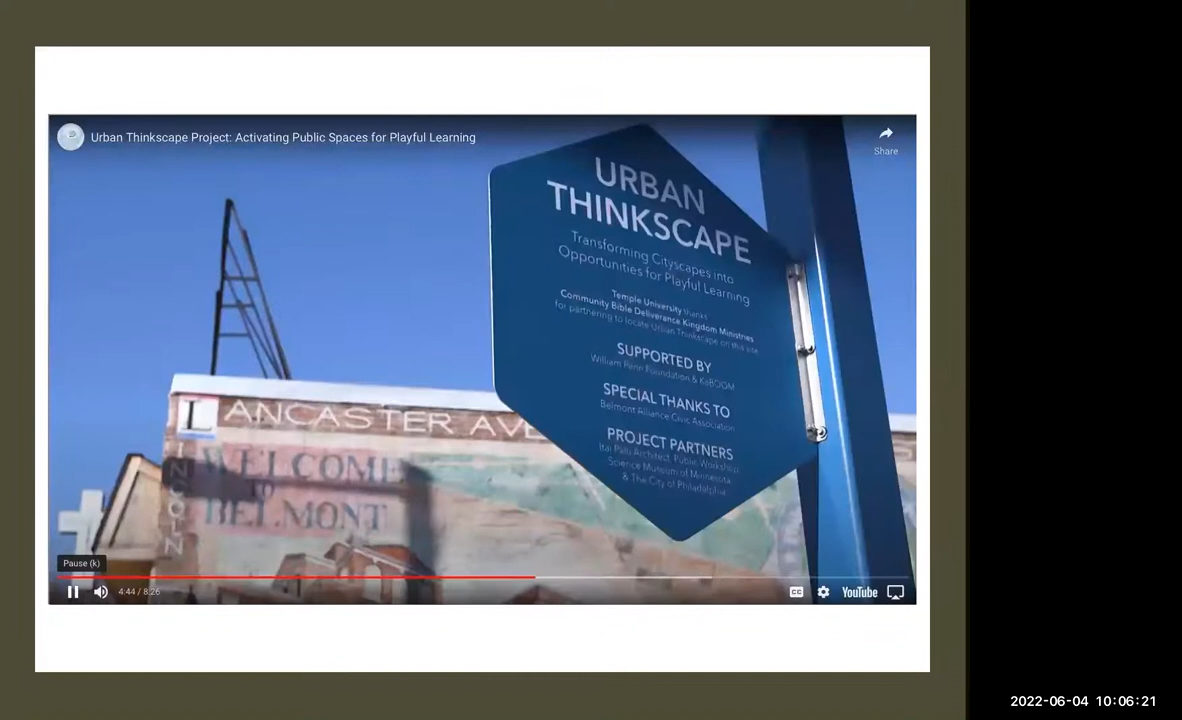 Urban Thinkscape Project: Activating Public Spaces for Playful Learning
Share
URBAN
THINKSCAPE
Transforming Cityscapes into
Opportunities for Playful Learning
Temple University thanks
Community Bible Deliverance Kingdom Ministries
for partnering to locate Urban Thinkscape on this site
SUPPORTED BY
William Penn Foundation & KaBOOM
SPECIAL THANKS TO
Belmont Alliance Civic Association
PROJECT PARTNERS
Itai Palti Architect, Public Workshop,
Science Museum of Minnesota
& The City of Philadelphia
LANCASTER AVE
LINCOLN
WELCOME
TO
BELMONT
Pause (k)
4:44 / 8:26
CC
YouTube
2022-06-04 10:06:21